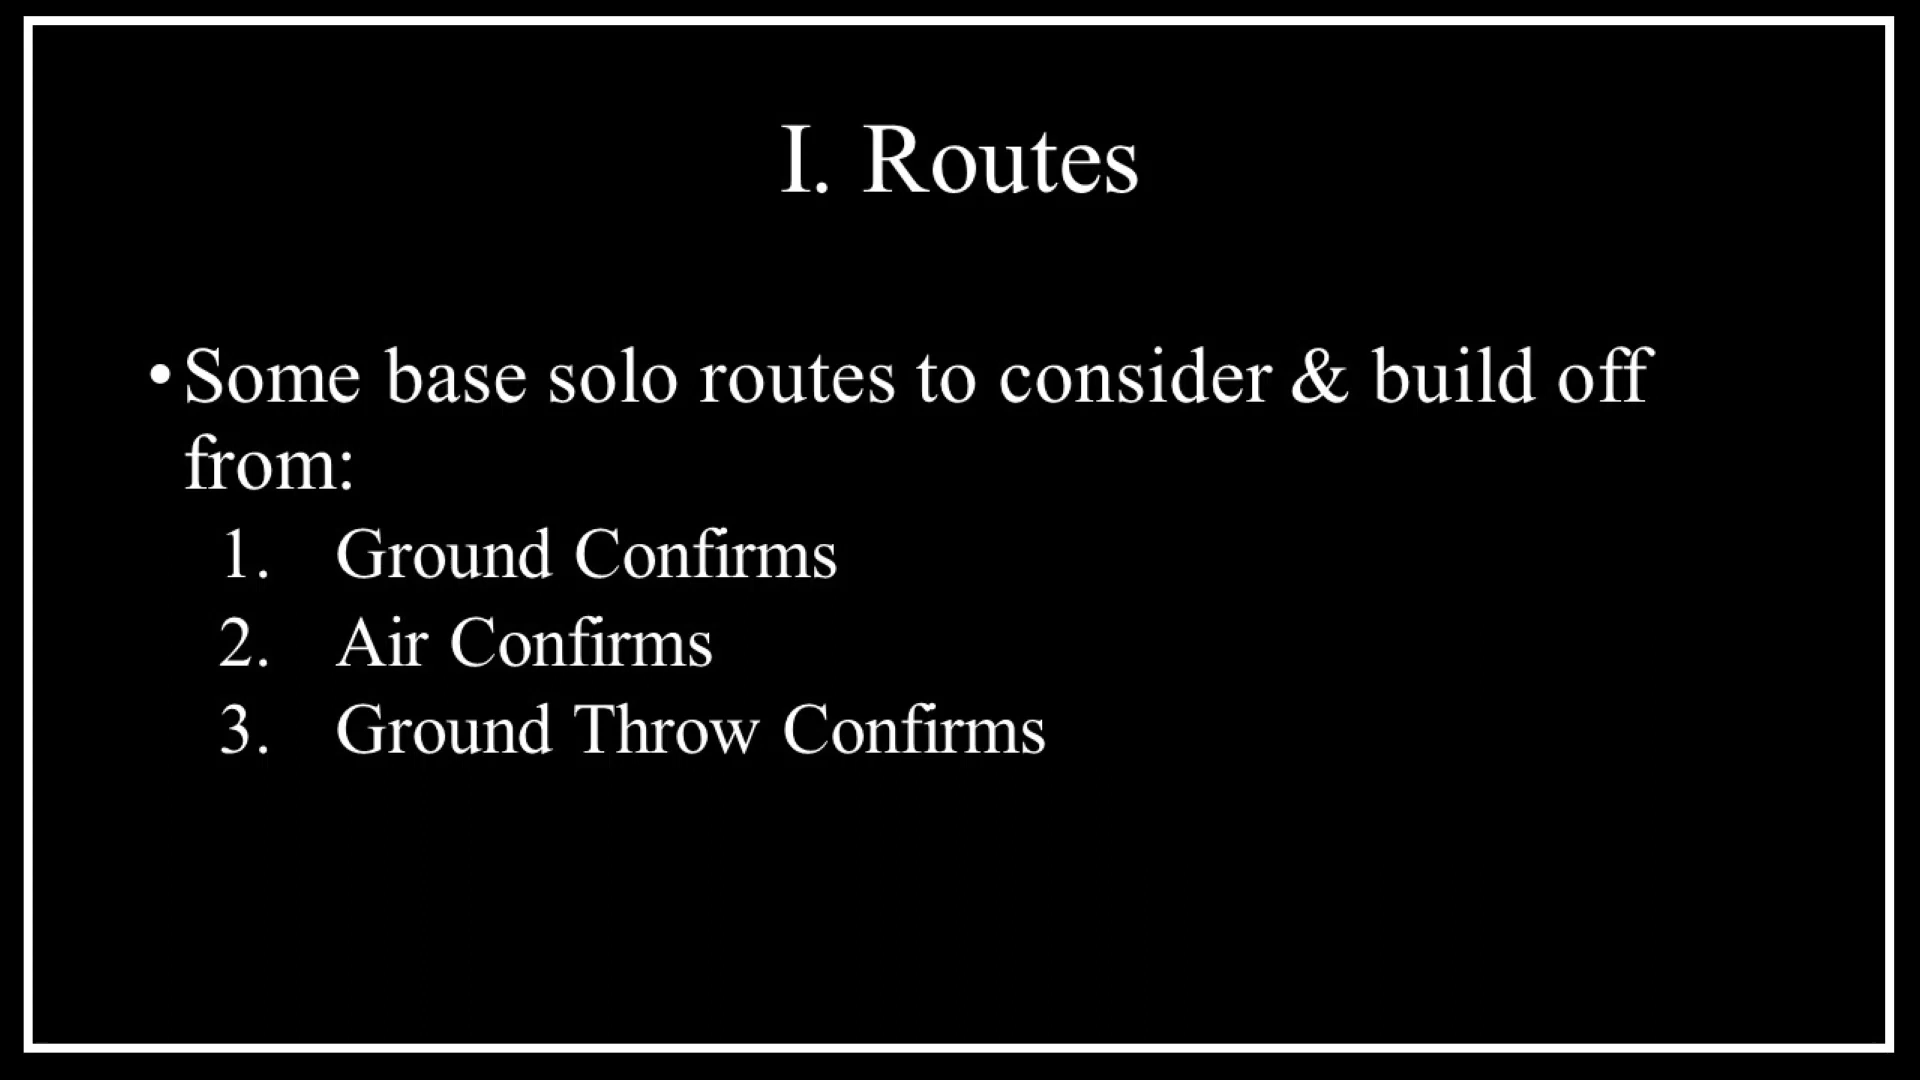 I. Routes
•Some base solo routes to consider & build off
from:
1. Ground Confirms
2. Air Confirms
3. Ground Throw Confirms